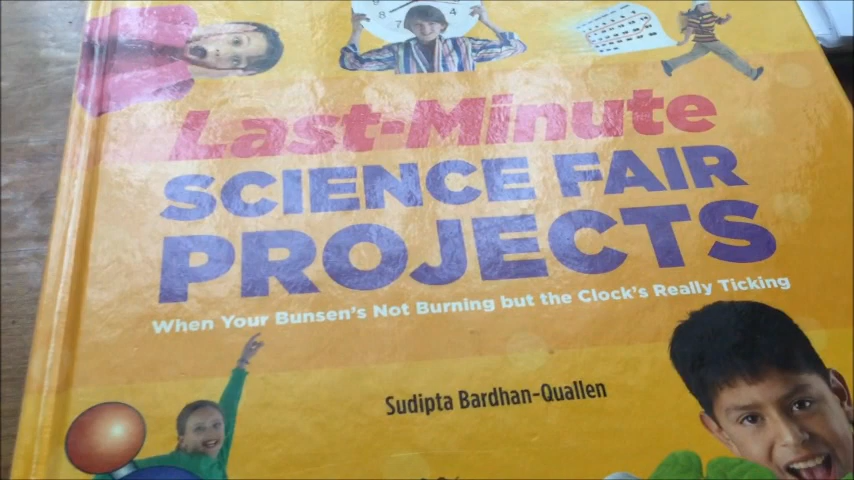 Last-Minute
SCIENCE FAIR
PROJECTS
When Your Bunsen's Not Burning but the Clock's Really Ticking
Sudipta Bardhan-Quallen